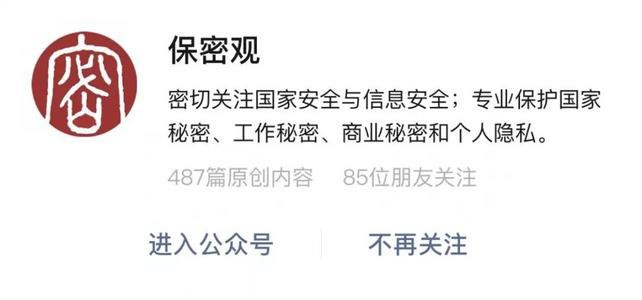 密
保密观
密切关注国家安全与信息安全；专业保护国家
秘密、工作秘密、商业秘密和个人隐私。
487篇原创内容 85位朋友关注
进入公众号 不再关注